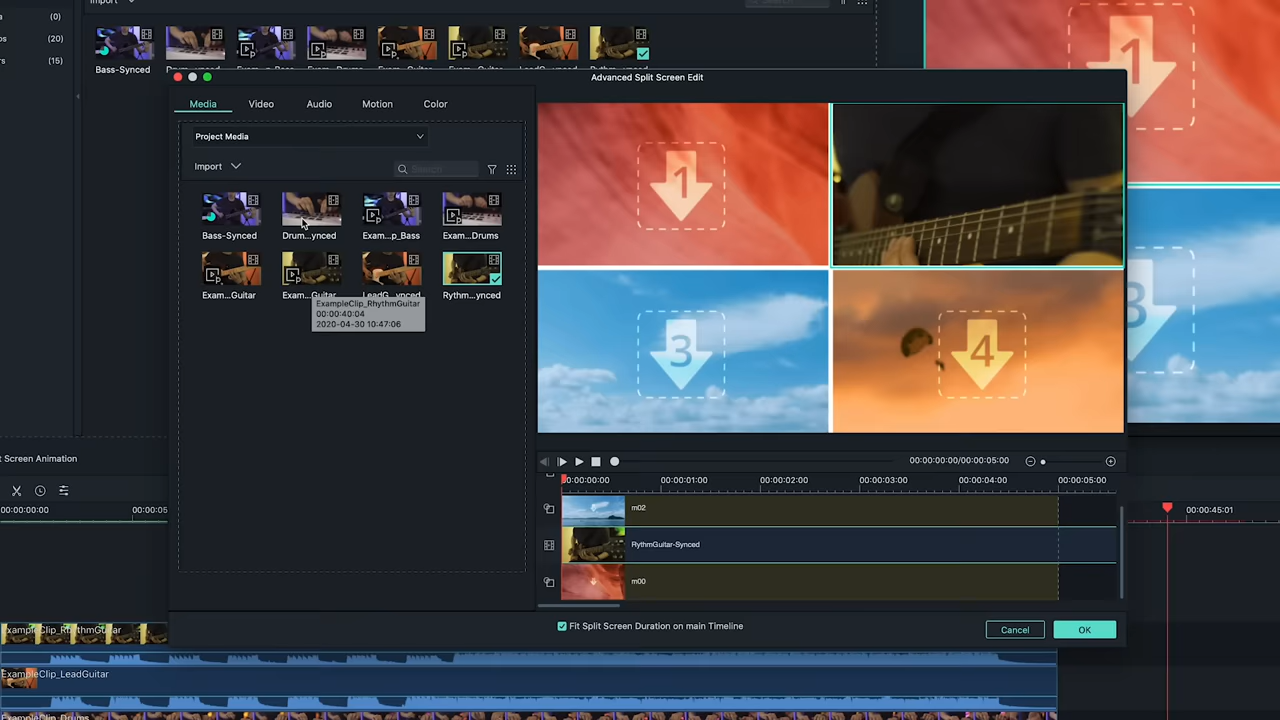 Import
(0)
(20)
(15)
Bass-Synced
Advanced Split Screen Edit
Media
Video
Audio
Motion
Color
Project Media
Import
Search
Bass-Synced
Drum...ynced
Exam...p_Bass
Exam...Drums
Exam...Guitar
Exam...Guitar
LeadG...ynced
Rythm...ynced
ExampleClip_RhythmGuitar
00:00:40:04
2020-04-30 10:47:06
1
3
4
1
3
00:00:00:00/00:00:05:00
0:00:00:00
00:00:01:00
00:00:02:00
00:00:03:00
00:00:04:00
00:00:05:00
m02
RythmGuitar-Synced
m00
Fit Split Screen Duration on main Timeline
Cancel
OK
t Screen Animation
00:00:00:00
00:00:05
00:00:45:01
ExampleClip_RhythmGuitar
ExampleClip_LeadGuitar
ExampleClip_Drums